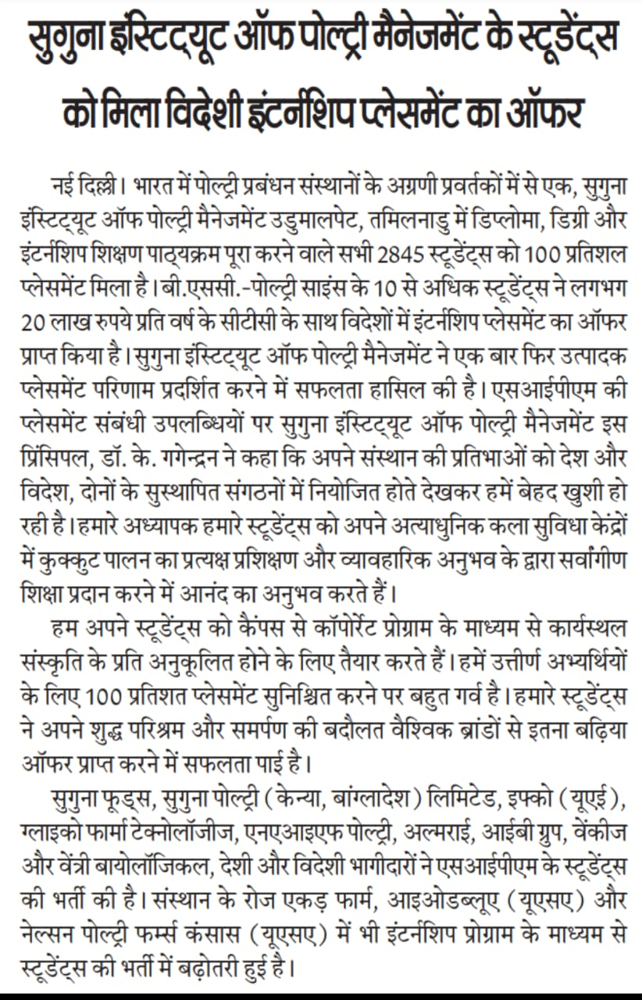 सुगुना इंस्टिट्यूट ऑफ पोल्ट्री मैनेजमेंट के स्टूडेंट्स
को मिला विदेशी इंटर्नशिप प्लेसमेंट का ऑफर
नई दिल्ली। भारत में पोल्ट्री प्रबंधन संस्थानों के अग्रणी प्रवर्तकों में से एक, सुगुना
इंस्टिट्यूट ऑफ पोल्ट्री मैनेजमेंट उडुमालपेट, तमिलनाडु में डिप्लोमा, डिग्री और
इंटर्नशिप शिक्षण पाठ्यक्रम पूरा करने वाले सभी 2845 स्टूडेंट्स को 100 प्रतिशल
प्लेसमेंट मिला है। बी.एससी.-पोल्ट्री साइंस के 10 से अधिक स्टूडेंट्स ने लगभग
20 लाख रुपये प्रति वर्ष के सीटीसी के साथ विदेशों में इंटर्नशिप प्लेसमेंट का ऑफर
प्राप्त किया है। सुगुना इंस्टिट्यूट ऑफ पोल्ट्री मैनेजमेंट ने एक बार फिर उत्पादक
प्लेसमेंट परिणाम प्रदर्शित करने में सफलता हासिल की है। एसआईपीएम की
प्लेसमेंट संबंधी उपलब्धियों पर सुगुना इंस्टिट्यूट ऑफ पोल्ट्री मैनेजमेंट इस
प्रिंसिपल, डॉ. के. गगेन्द्रन ने कहा कि अपने संस्थान की प्रतिभाओं को देश और
विदेश, दोनों के सुस्थापित संगठनों में नियोजित होते देखकर हमें बेहद खुशी हो
रही है। हमारे अध्यापक हमारे स्टूडेंट्स को अपने अत्याधुनिक कला सुविधा केंद्रों
में कुक्कुट पालन का प्रत्यक्ष प्रशिक्षण और व्यावहारिक अनुभव के द्वारा सर्वांगीण
शिक्षा प्रदान करने में आनंद का अनुभव करते हैं।
हम अपने स्टूडेंट्स को कैंपस से कॉपोर्रेट प्रोग्राम के माध्यम से कार्यस्थल
संस्कृति के प्रति अनुकूलित होने के लिए तैयार करते हैं। हमें उत्तीर्ण अभ्यर्थियों
के लिए 100 प्रतिशत प्लेसमेंट सुनिश्चित करने पर बहुत गर्व है। हमारे स्टूडेंट्स
ने अपने शुद्ध परिश्रम और समर्पण की बदौलत वैश्विक ब्रांडों से इतना बढ़िया
ऑफर प्राप्त करने में सफलता पाई है।
सुगुना फूड्स, सुगुना पोल्ट्री (केन्या, बांग्लादेश) लिमिटेड, इफ्को (यूएई),
ग्लाइको फार्मा टेक्नोलॉजीज, एनएआइएफ पोल्ट्री, अल्मराई, आईबी ग्रुप, वेंकीज
और वेंत्री बायोलॉजिकल, देशी और विदेशी भागीदारों ने एसआईपीएम के स्टूडेंट्स
की भर्ती की है। संस्थान के रोज एकड़ फार्म, आइओडब्लूए (यूएसए) और
नेल्सन पोल्ट्री फर्म्स कंसास (यूएसए) में भी इंटर्नशिप प्रोग्राम के माध्यम से
स्टूडेंट्स की भर्ती में बढ़ोतरी हुई है।